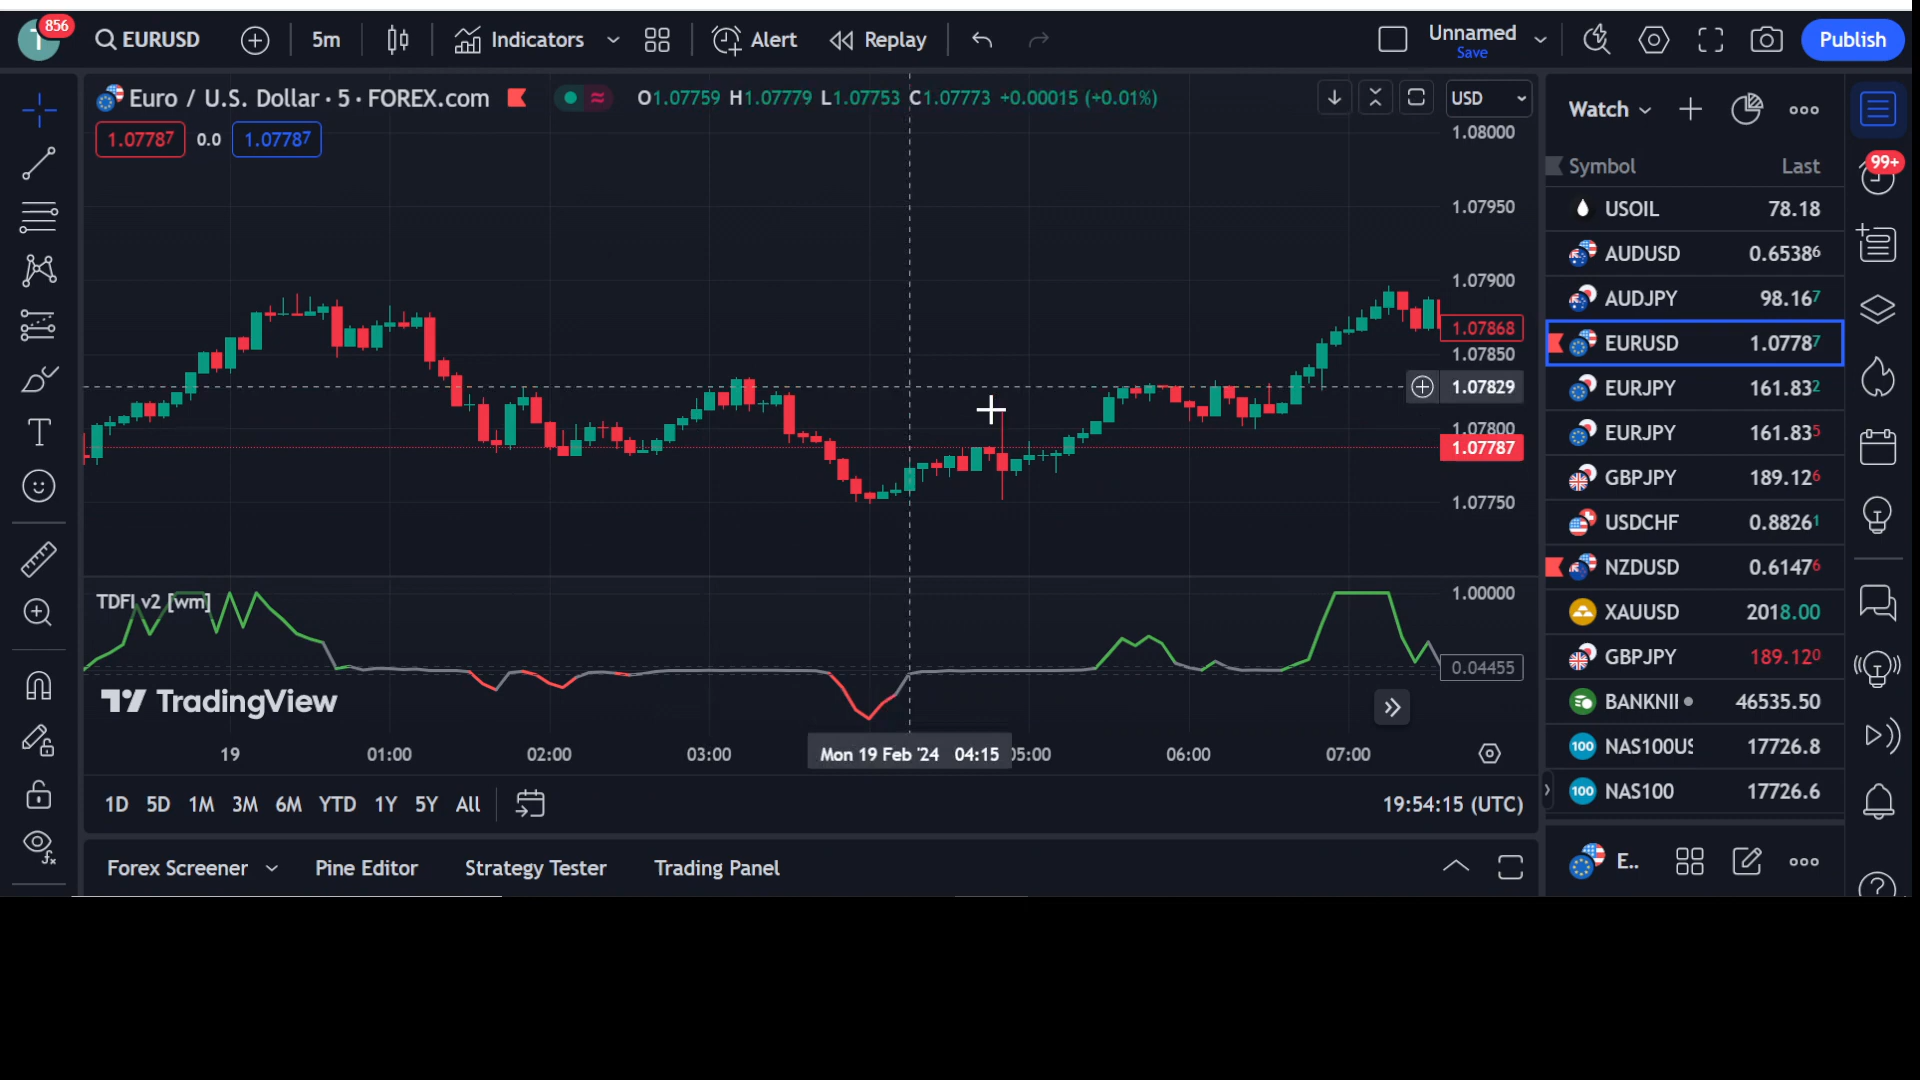 856
T EURUSD 5m Indicators Alert Replay Unnamed Save Publish
Euro / U.S. Dollar · 5 · FOREX.com O1.07759 H1.07779 L1.07753 C1.07773 +0.00015 (+0.01%)
1.07787 0.0 1.07787
USD
1.08000
1.07950
1.07900
1.07868
1.07850
1.07829
1.07800
1.07787
1.07750
TDFI v2 [wm]
1.00000
0.04455
TradingView
19 01:00 02:00 03:00 Mon 19 Feb '24 04:15 05:00 06:00 07:00
1D 5D 1M 3M 6M YTD 1Y 5Y All 19:54:15 (UTC)
Forex Screener Pine Editor Strategy Tester Trading Panel
Watch
99+
Symbol Last
USOIL 78.18
AUDUSD 0.65386
AUDJPY 98.167
EURUSD 1.07787
EURJPY 161.832
EURJPY 161.835
GBPJPY 189.126
USDCHF 0.88261
NZDUSD 0.61476
XAUUSD 2018.00
GBPJPY 189.120
BANKNII 46535.50
100 NAS100US 17726.8
100 NAS100 17726.6
E..